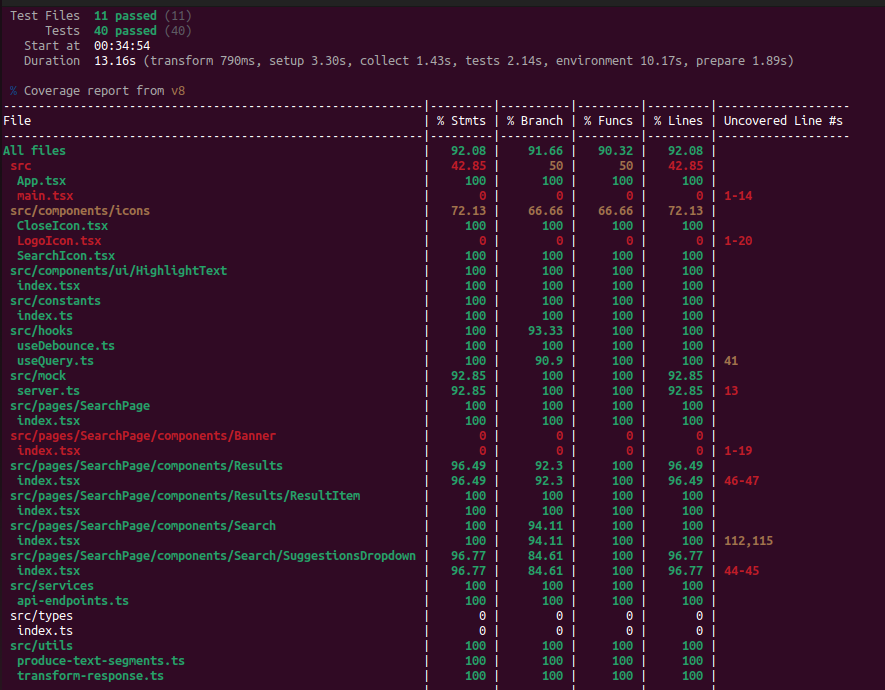 Test Files  11 passed (11)
     Tests  40 passed (40)
  Start at  00:34:54
  Duration  13.16s (transform 790ms, setup 3.30s, collect 1.43s, tests 2.14s, environment 10.17s, prepare 1.89s)
% Coverage report from v8
---------------------------------------------------------|---------|----------|---------|---------|-------------------
File                                                     | % Stmts | % Branch | % Funcs | % Lines | Uncovered Line #s
---------------------------------------------------------|---------|----------|---------|---------|-------------------
All files                                                |   92.08 |    91.66 |   90.32 |   92.08 |
 src                                                     |   42.85 |       50 |      50 |   42.85 |
  App.tsx                                                |     100 |      100 |     100 |     100 |
  main.tsx                                               |       0 |        0 |       0 |       0 | 1-14
 src/components/icons                                    |   72.13 |    66.66 |   66.66 |   72.13 |
  CloseIcon.tsx                                          |     100 |      100 |     100 |     100 |
  LogoIcon.tsx                                           |       0 |        0 |       0 |       0 | 1-20
  SearchIcon.tsx                                         |     100 |      100 |     100 |     100 |
 src/components/ui/HighlightText                         |     100 |      100 |     100 |     100 |
  index.tsx                                              |     100 |      100 |     100 |     100 |
 src/constants                                           |     100 |      100 |     100 |     100 |
  index.ts                                               |     100 |      100 |     100 |     100 |
 src/hooks                                               |     100 |    93.33 |     100 |     100 |
  useDebounce.ts                                         |     100 |      100 |     100 |     100 |
  useQuery.ts                                            |     100 |     90.9 |     100 |     100 | 41
 src/mock                                                |   92.85 |      100 |     100 |   92.85 |
  server.ts                                              |   92.85 |      100 |     100 |   92.85 | 13
 src/pages/SearchPage                                    |     100 |      100 |     100 |     100 |
  index.ts                                               |     100 |      100 |     100 |     100 |
 src/pages/SearchPage/components/Banner                  |       0 |        0 |       0 |       0 |
  index.tsx                                              |       0 |        0 |       0 |       0 | 1-19
 src/pages/SearchPage/components/Results                 |   96.49 |     92.3 |     100 |   96.49 |
  index.tsx                                              |   96.49 |     92.3 |     100 |   96.49 | 46-47
 src/pages/SearchPage/components/Results/ResultItem      |     100 |      100 |     100 |     100 |
  index.tsx                                              |     100 |      100 |     100 |     100 |
 src/pages/SearchPage/components/Search                  |     100 |    94.11 |     100 |     100 |
  index.tsx                                              |     100 |    94.11 |     100 |     100 | 112,115
 src/pages/SearchPage/components/Search/SuggestionsDropdown |   96.77 |    84.61 |     100 |   96.77 |
  index.tsx                                              |   96.77 |    84.61 |     100 |   96.77 | 44-45
 src/services                                            |     100 |      100 |     100 |     100 |
  api-endpoints.ts                                       |     100 |      100 |     100 |     100 |
 src/types                                               |       0 |        0 |       0 |       0 |
  index.ts                                               |       0 |        0 |       0 |       0 |
 src/utils                                               |     100 |      100 |     100 |     100 |
  produce-text-segments.ts                               |     100 |      100 |     100 |     100 |
  transform-response.ts                                  |     100 |      100 |     100 |     100 |